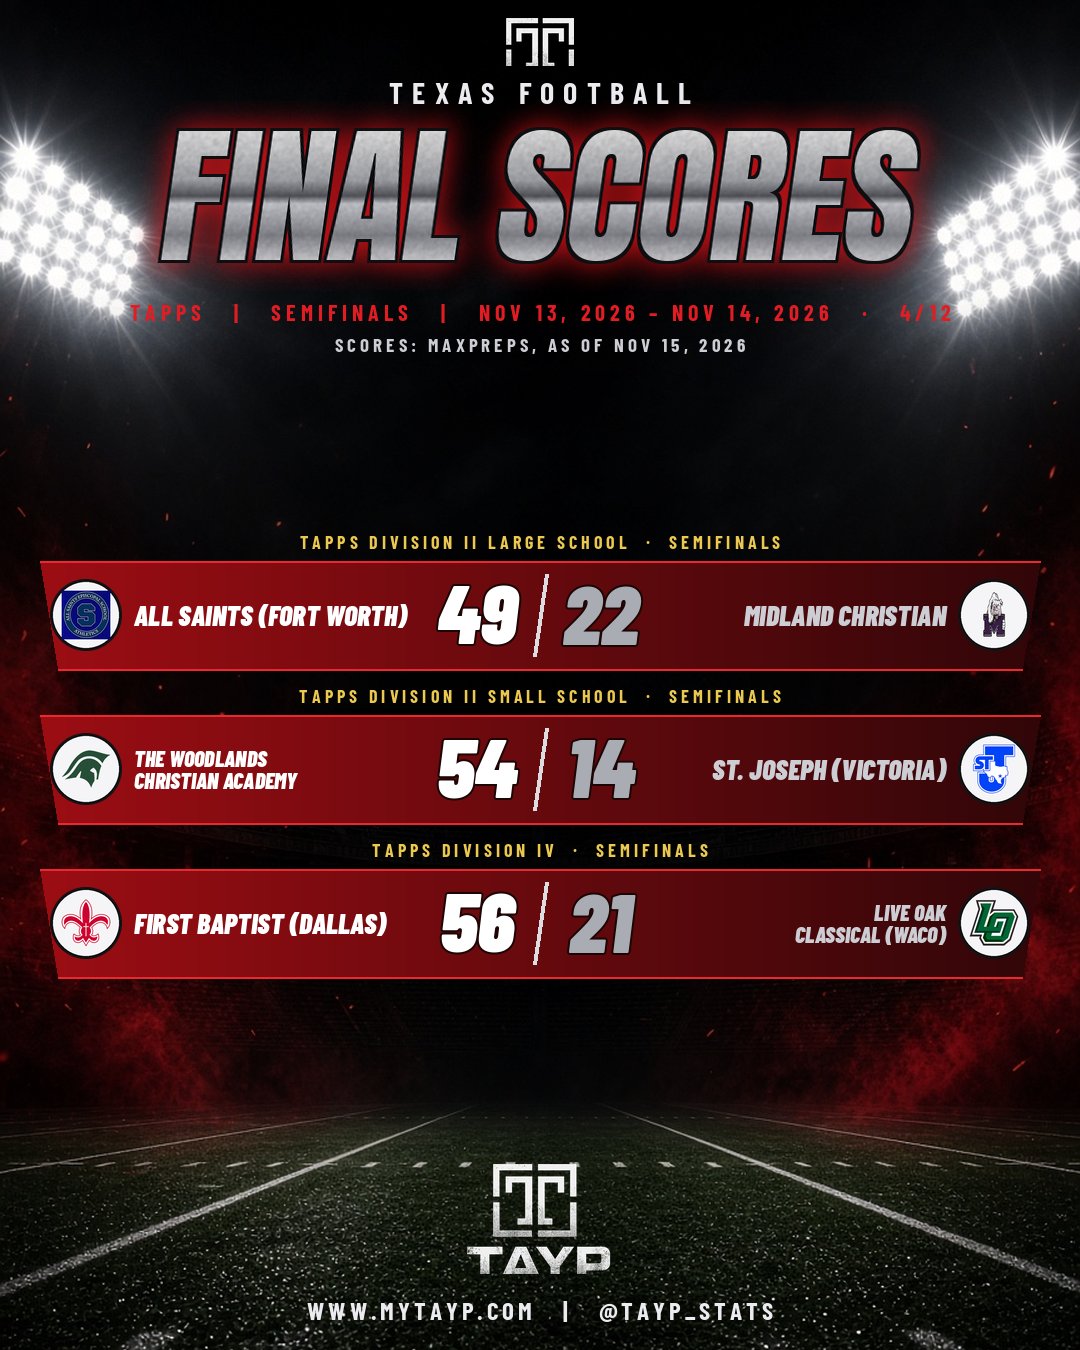 TEXAS FOOTBALL
FINAL SCORES
TAPPS | SEMIFINALS | NOV 13, 2026 - NOV 14, 2026 · 4/12
SCORES: MAXPREPS, AS OF NOV 15, 2026
TAPPS DIVISION II LARGE SCHOOL · SEMIFINALS
ALL SAINTS (FORT WORTH) 49 / 22 MIDLAND CHRISTIAN
TAPPS DIVISION II SMALL SCHOOL · SEMIFINALS
THE WOODLANDS
CHRISTIAN ACADEMY
54 / 14
ST. JOSEPH (VICTORIA)
ST J
TAPPS DIVISION IV · SEMIFINALS
FIRST BAPTIST (DALLAS) 56 / 21
LIVE OAK
CLASSICAL (WACO)
LO
TAYP
WWW.MYTAYP.COM | @TAYP_STATS